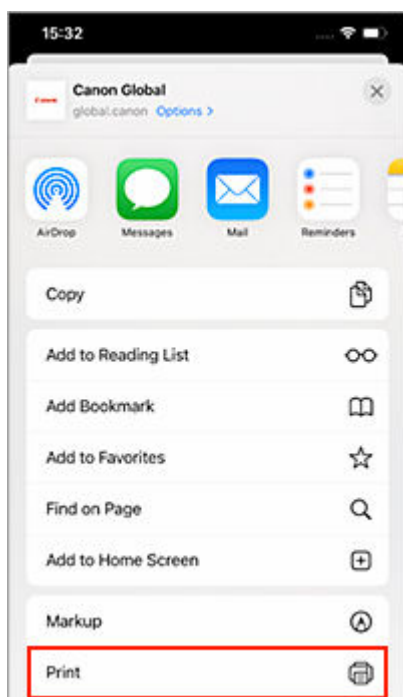 15:32
Canon Global
global.canon Options >
Canon
AirDrop
Messages
Mail
Reminders
Copy
Add to Reading List
Add Bookmark
Add to Favorites
Find on Page
Add to Home Screen
Markup
Print